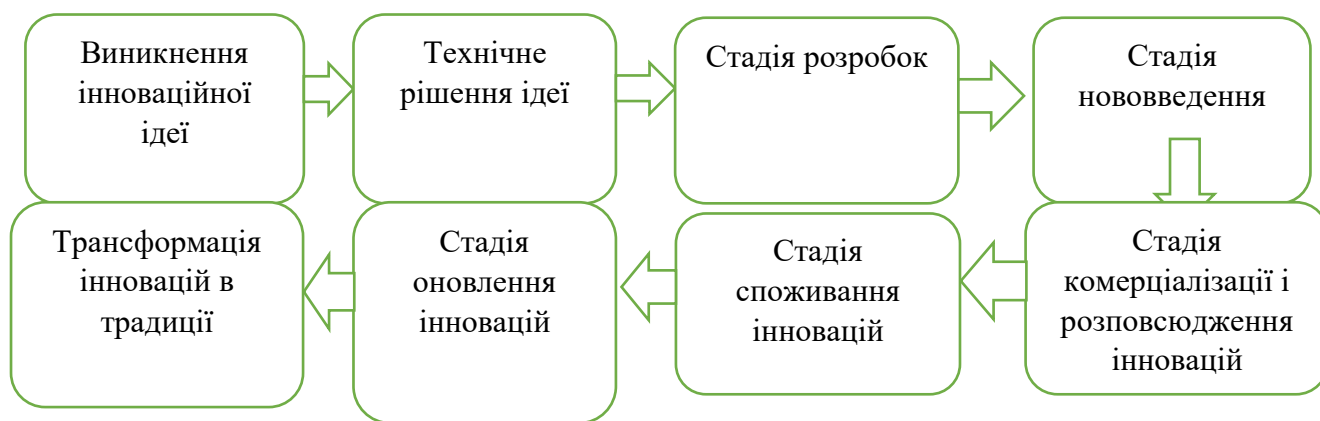 Виникнення
інноваційної
ідеї
Технічне
рішення ідеї
Стадія розробок
Стадія
нововведення
Стадія
комерціалізації і
розповсюдження
інновацій
Стадія
споживання
інновацій
Стадія
оновлення
інновацій
Трансформація
інновацій в
традиції